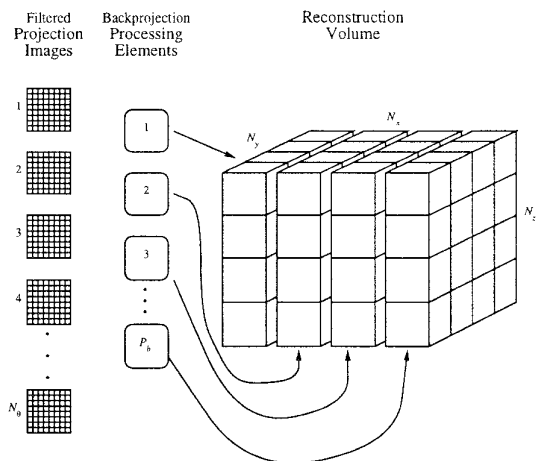 Filtered
Projection
Images
Backprojection
Processing
Elements
Reconstruction
Volume
1
2
3
4
N_θ
1
2
3
P_b
N_x
N_y
N_z